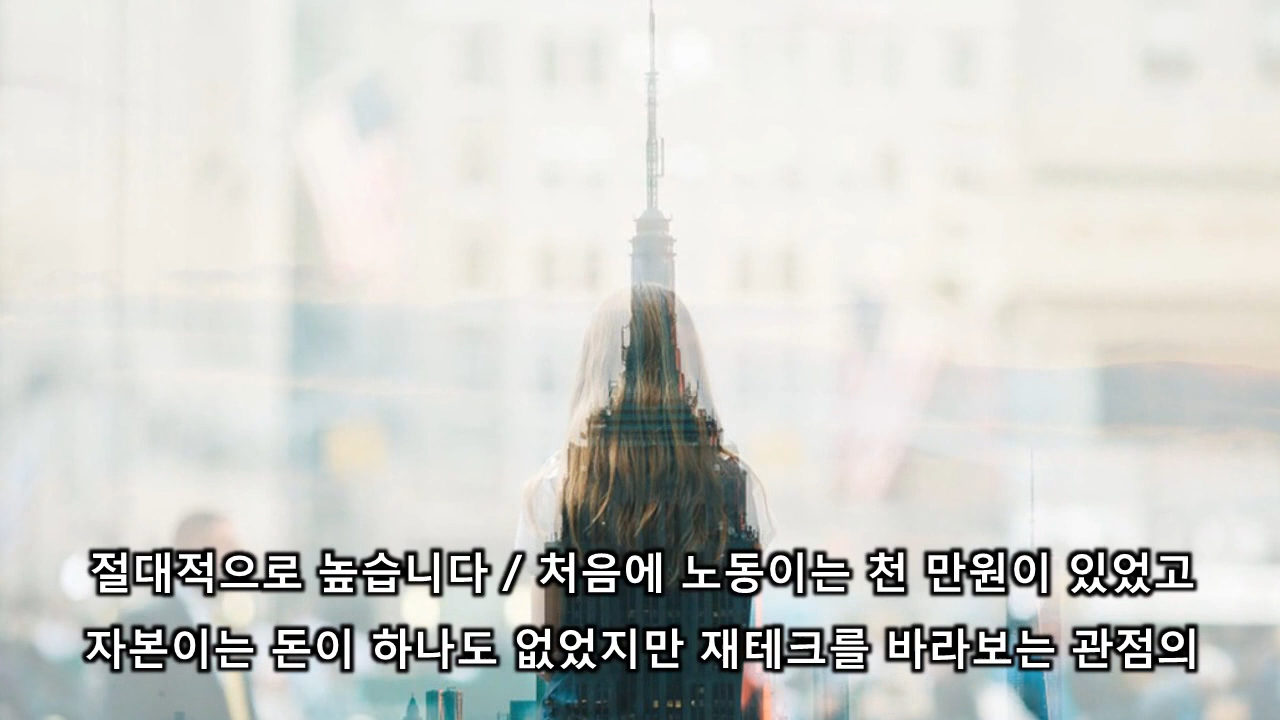 절대적으로 높습니다 / 처음에 노동이는 천 만원이 있었고
자본이는 돈이 하나도 없었지만 재테크를 바라보는 관점의